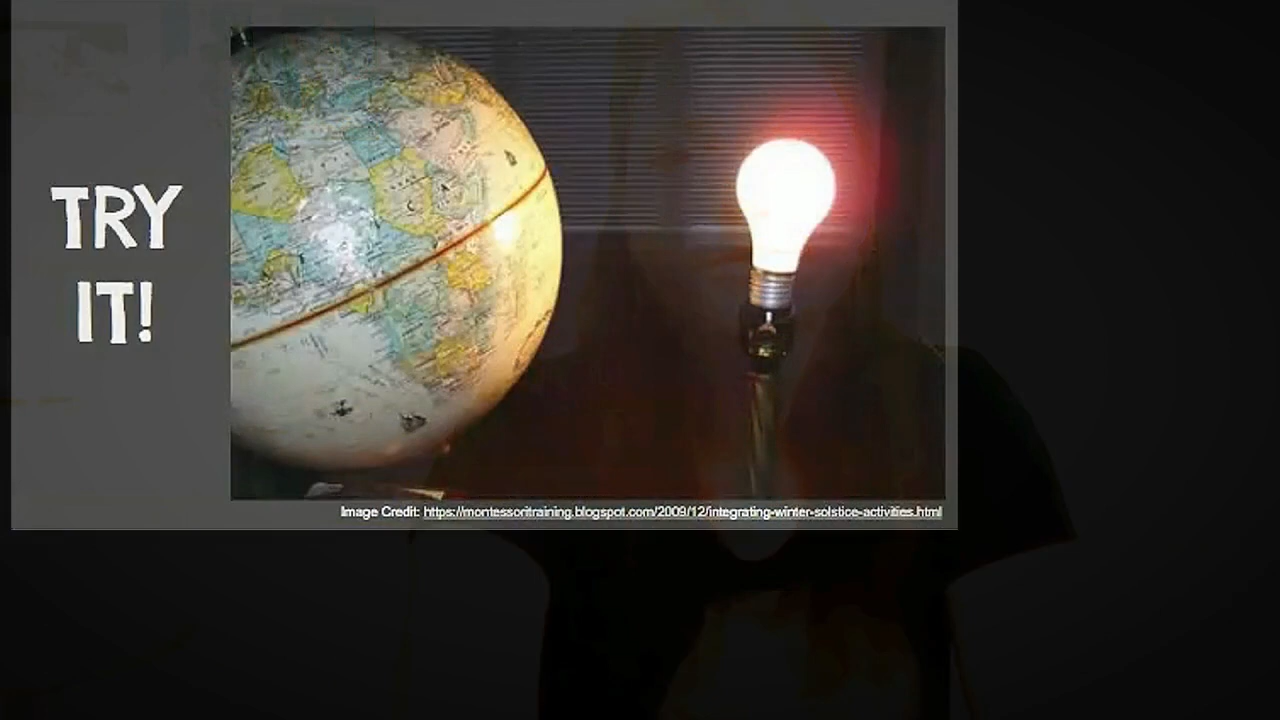 TRY
IT!
Image Credit: https://montessoritraining.blogspot.com/2009/12/integrating-winter-solstice-activities.html